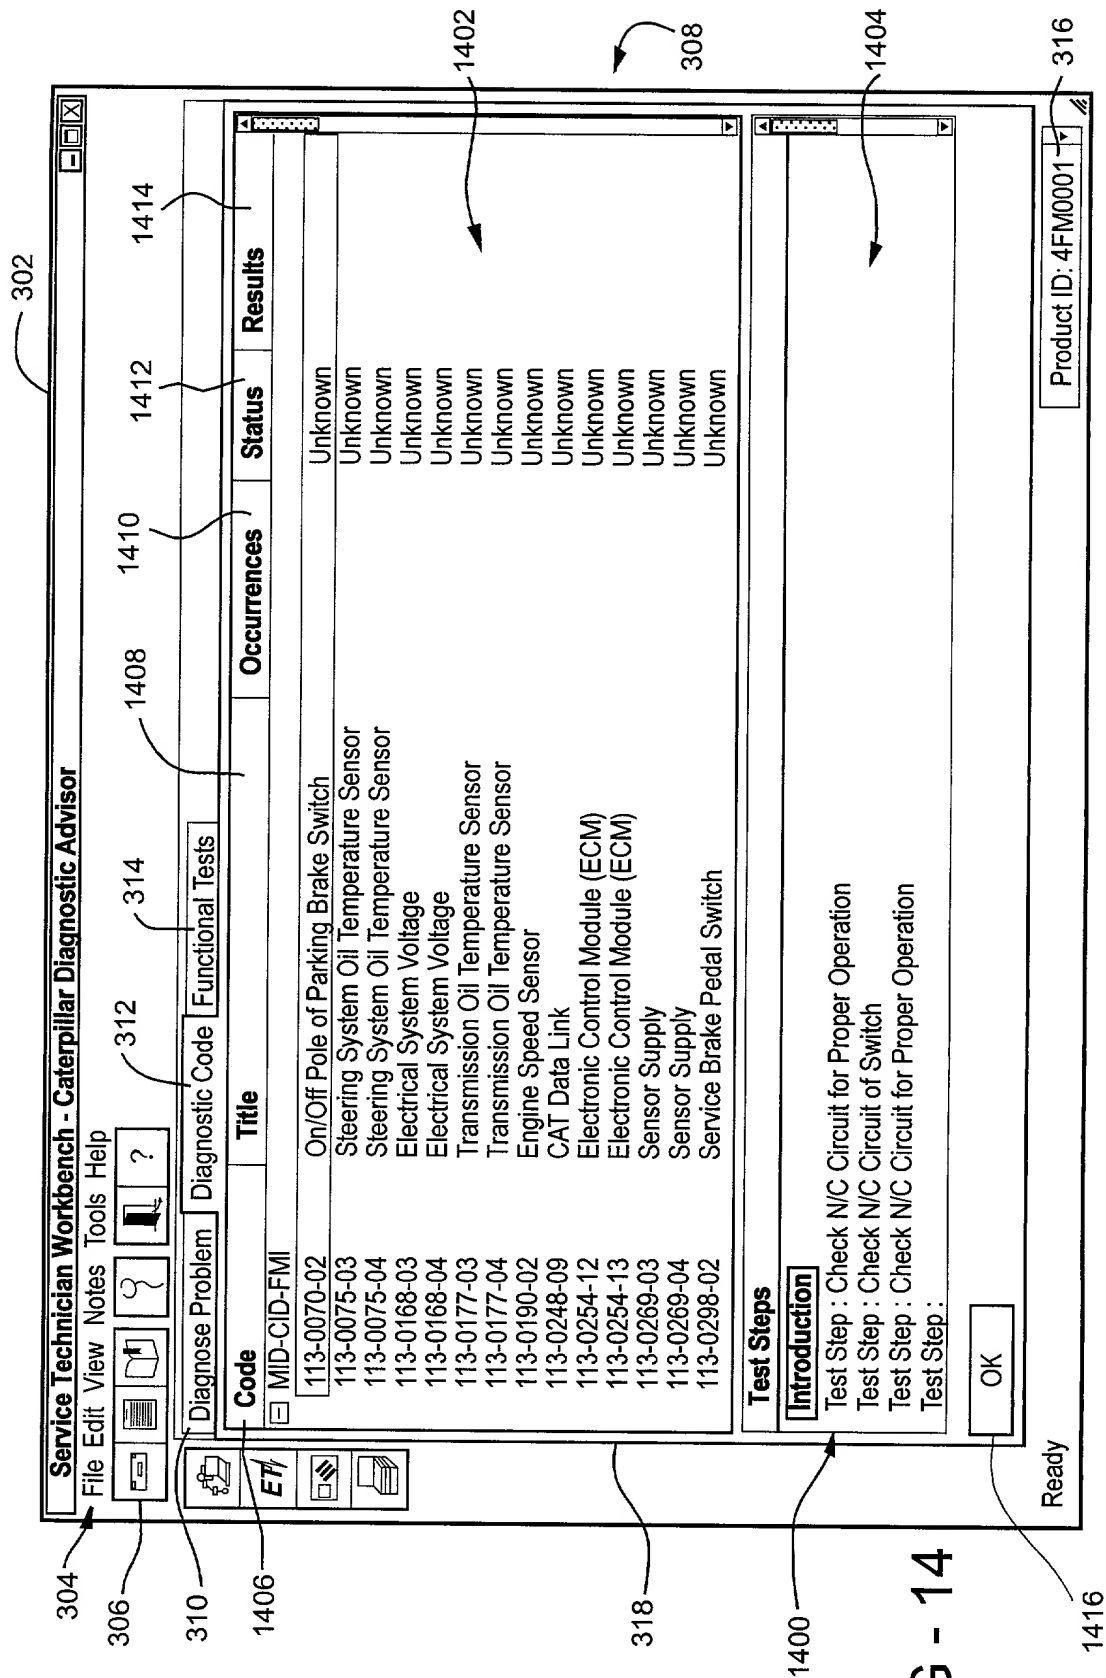 302
304
306
310
312
314
1406
1408
1410
1412
1414
Service Technician Workbench - Caterpillar Diagnostic Advisor
File Edit View Notes Tools Help
?
Diagnose Problem Diagnostic Code Functional Tests
ET
Code Title Occurrences Status Results
MID-CID-FMI
113-0070-02 On/Off Pole of Parking Brake Switch Unknown
113-0075-03 Steering System Oil Temperature Sensor Unknown
113-0075-04 Steering System Oil Temperature Sensor Unknown
113-0168-03 Electrical System Voltage Unknown
113-0168-04 Electrical System Voltage Unknown
113-0177-03 Transmission Oil Temperature Sensor Unknown
113-0177-04 Transmission Oil Temperature Sensor Unknown
113-0190-02 Engine Speed Sensor Unknown
113-0248-09 CAT Data Link Unknown
113-0254-12 Electronic Control Module (ECM) Unknown
113-0254-13 Electronic Control Module (ECM) Unknown
113-0269-03 Sensor Supply Unknown
113-0269-04 Sensor Supply Unknown
113-0298-02 Service Brake Pedal Switch Unknown
1402
308
318
Test Steps
Introduction
Test Step : Check N/C Circuit for Proper Operation
Test Step : Check N/C Circuit of Switch
Test Step : Check N/C Circuit for Proper Operation
Test Step :
1400
1404
OK
Ready
Product ID: 4FM0001
316
1416
- 14